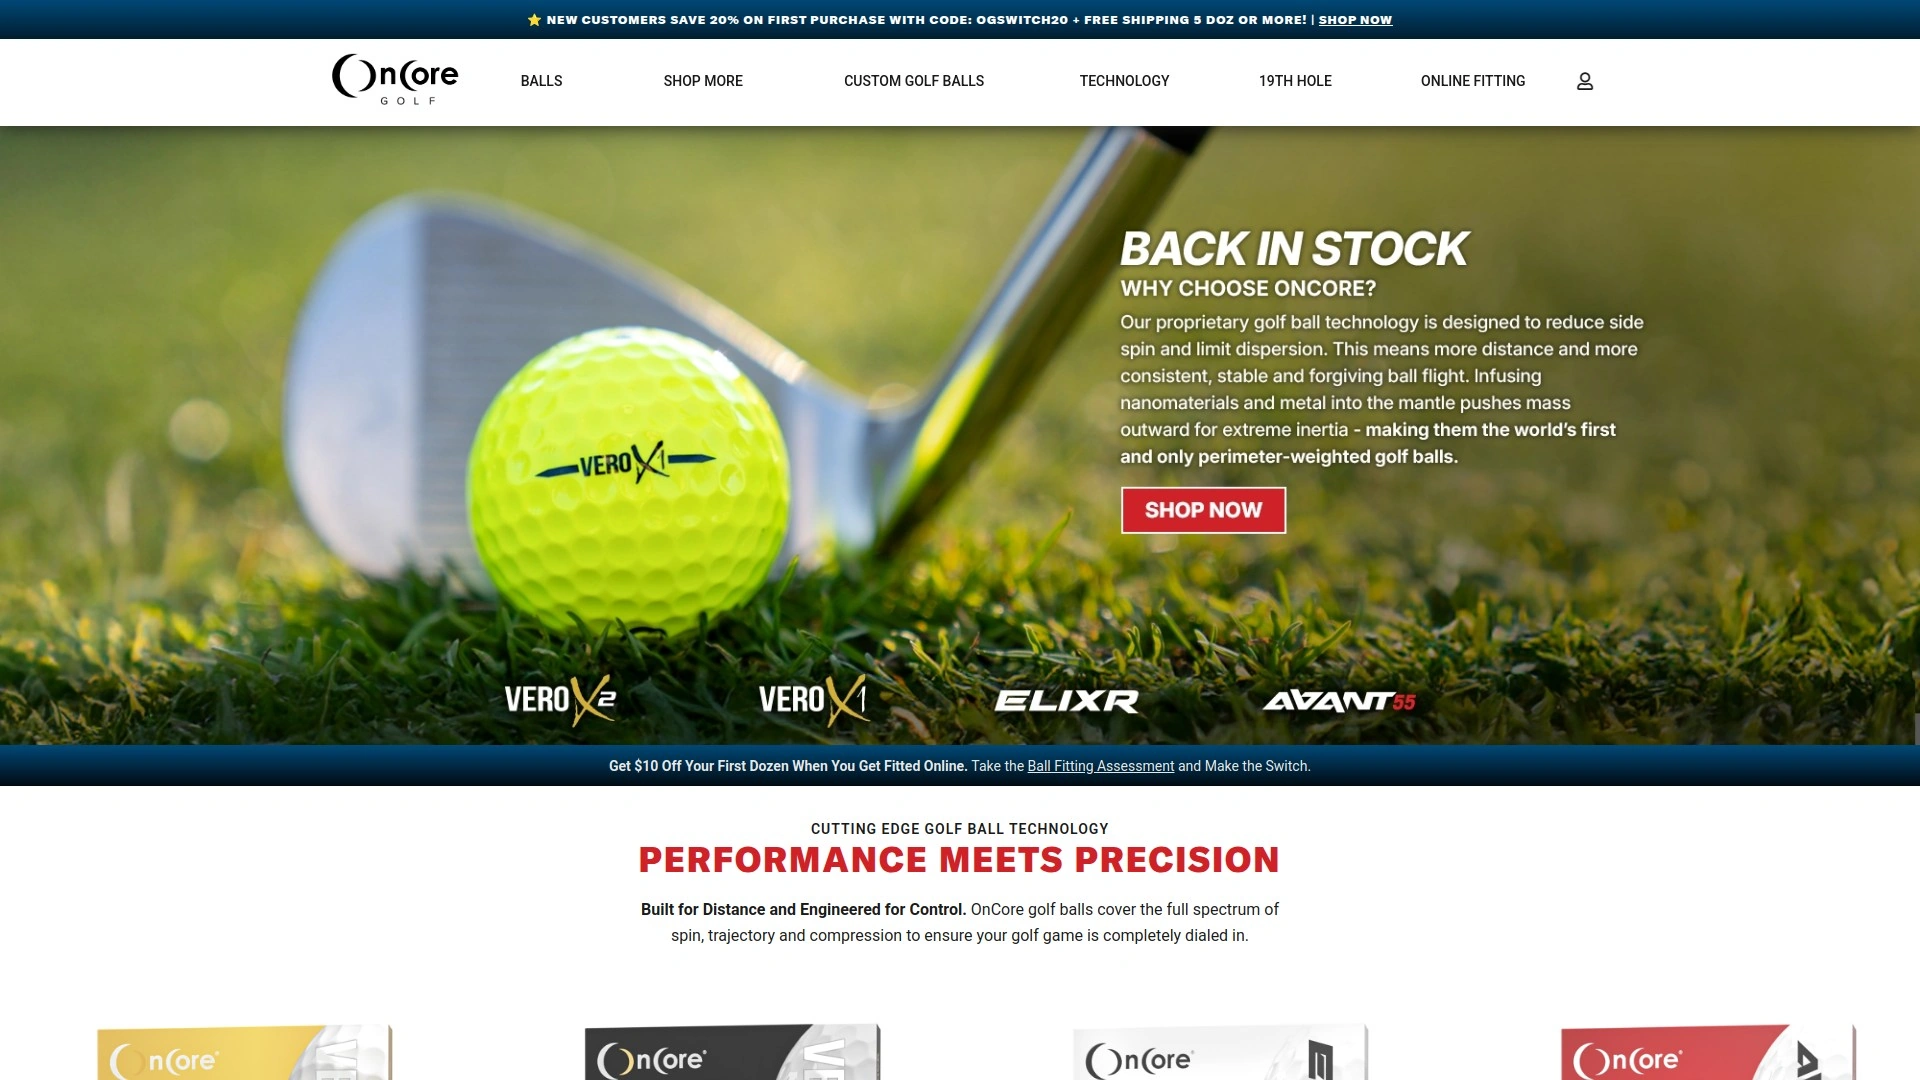 ⭐ NEW CUSTOMERS SAVE 20% ON FIRST PURCHASE WITH CODE: OGSWITCH20 + FREE SHIPPING 5 DOZ OR MORE! | SHOP NOW
OnCore
GOLF
BALLS
SHOP MORE
CUSTOM GOLF BALLS
TECHNOLOGY
19TH HOLE
ONLINE FITTING
BACK IN STOCK
WHY CHOOSE ONCORE?
Our proprietary golf ball technology is designed to reduce side
spin and limit dispersion. This means more distance and more
consistent, stable and forgiving ball flight. Infusing
nanomaterials and metal into the mantle pushes mass
outward for extreme inertia - making them the world's first
and only perimeter-weighted golf balls.
SHOP NOW
VERO X1
VERO X2
VERO X1
ELIXR
AVANT 55
Get $10 Off Your First Dozen When You Get Fitted Online. Take the Ball Fitting Assessment and Make the Switch.
CUTTING EDGE GOLF BALL TECHNOLOGY
PERFORMANCE MEETS PRECISION
Built for Distance and Engineered for Control. OnCore golf balls cover the full spectrum of
spin, trajectory and compression to ensure your golf game is completely dialed in.
OnCore®
OnCore®
OnCore®
OnCore®